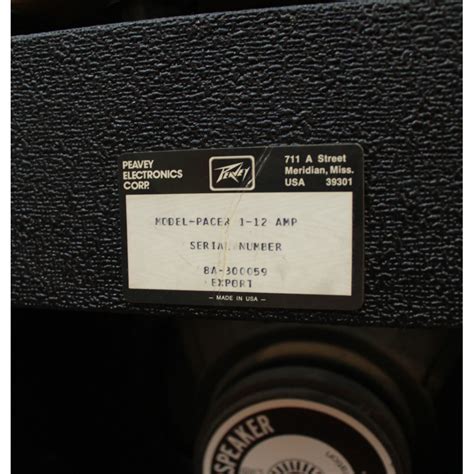 PEAVEY
ELECTRONICS
CORP.
PEAVEY
711 A Street
Meridian, Miss.
USA 39301
MODEL-PACER 1-12 AMP
SERIAL NUMBER
8A-300059
EXPORT
— MADE IN USA —
SPEAKER